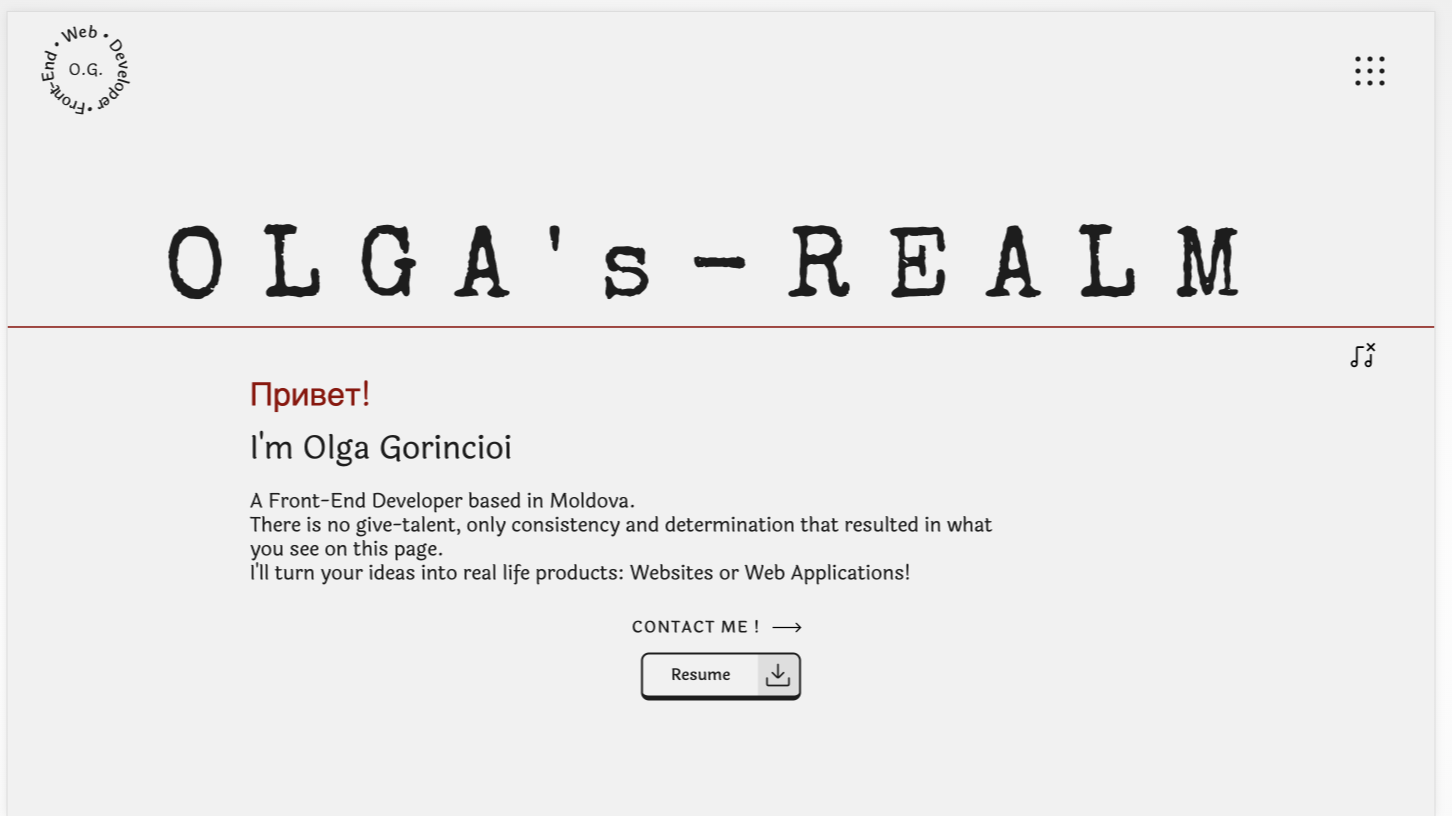 Web • Developer • Front-End •
O.G.
OLGA's-REALM
Привет!
I'm Olga Gorincioi
A Front-End Developer based in Moldova.
There is no give-talent, only consistency and determination that resulted in what
you see on this page.
I'll turn your ideas into real life products: Websites or Web Applications!
CONTACT ME !
Resume